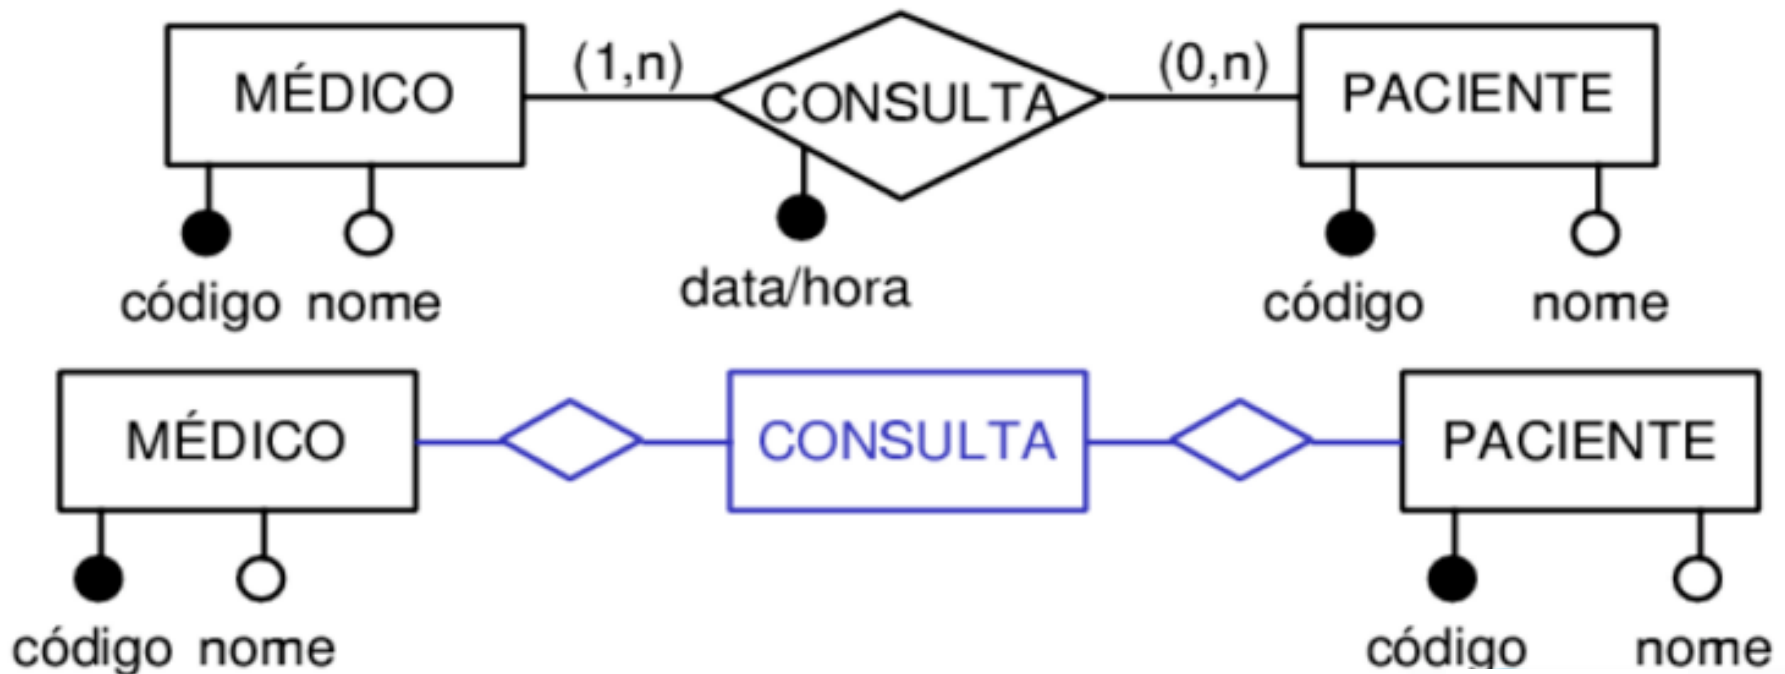 MÉDICO (1,n) CONSULTA (0,n) PACIENTE
código nome data/hora código nome
MÉDICO CONSULTA PACIENTE
código nome código nome